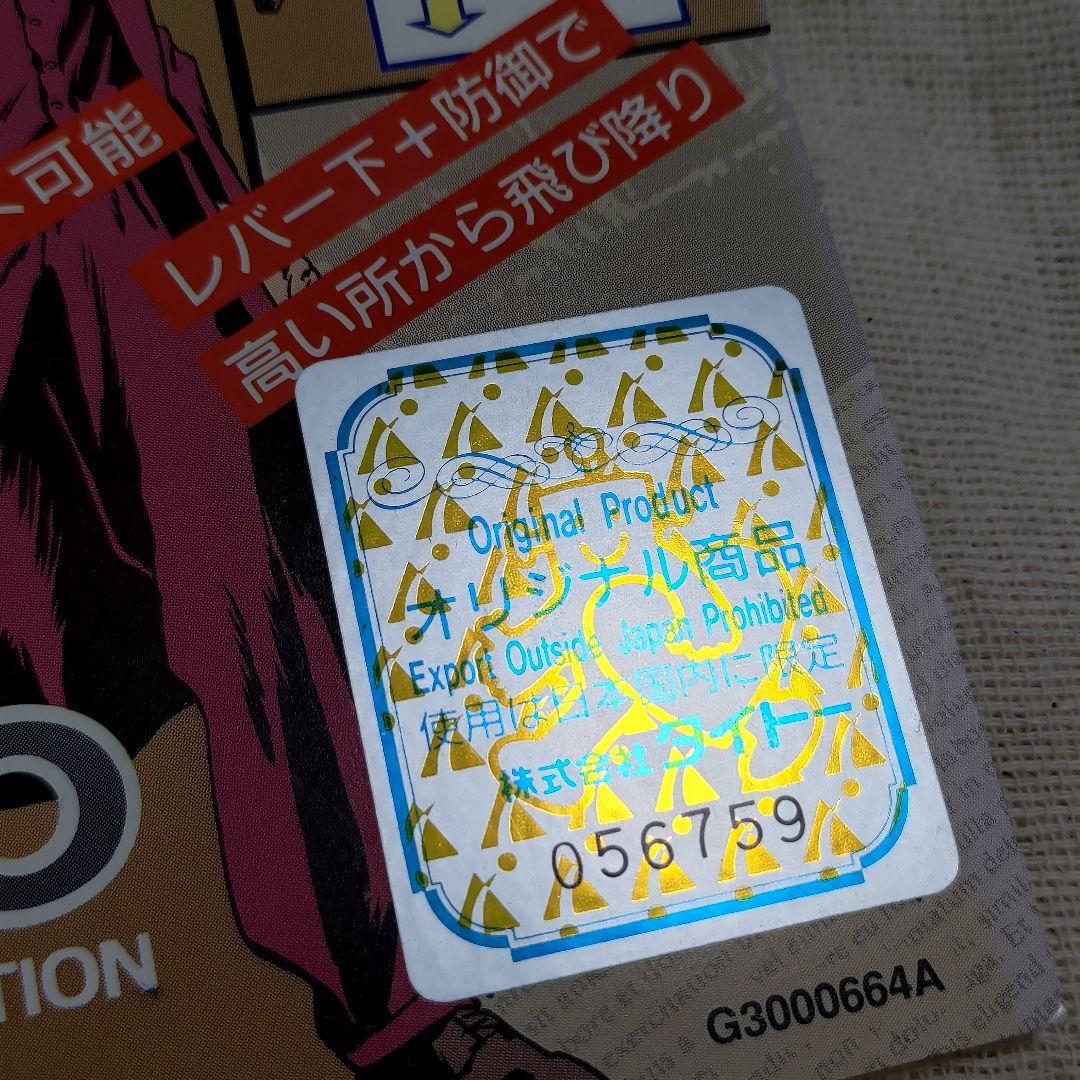 可能
レバー下＋防御で
高い所から飛び降り
Original Product
オリジナル商品
Export Outside Japan Prohibited
使用は日本国内に限定
株式会社タイトー
056759
TION
G3000664A